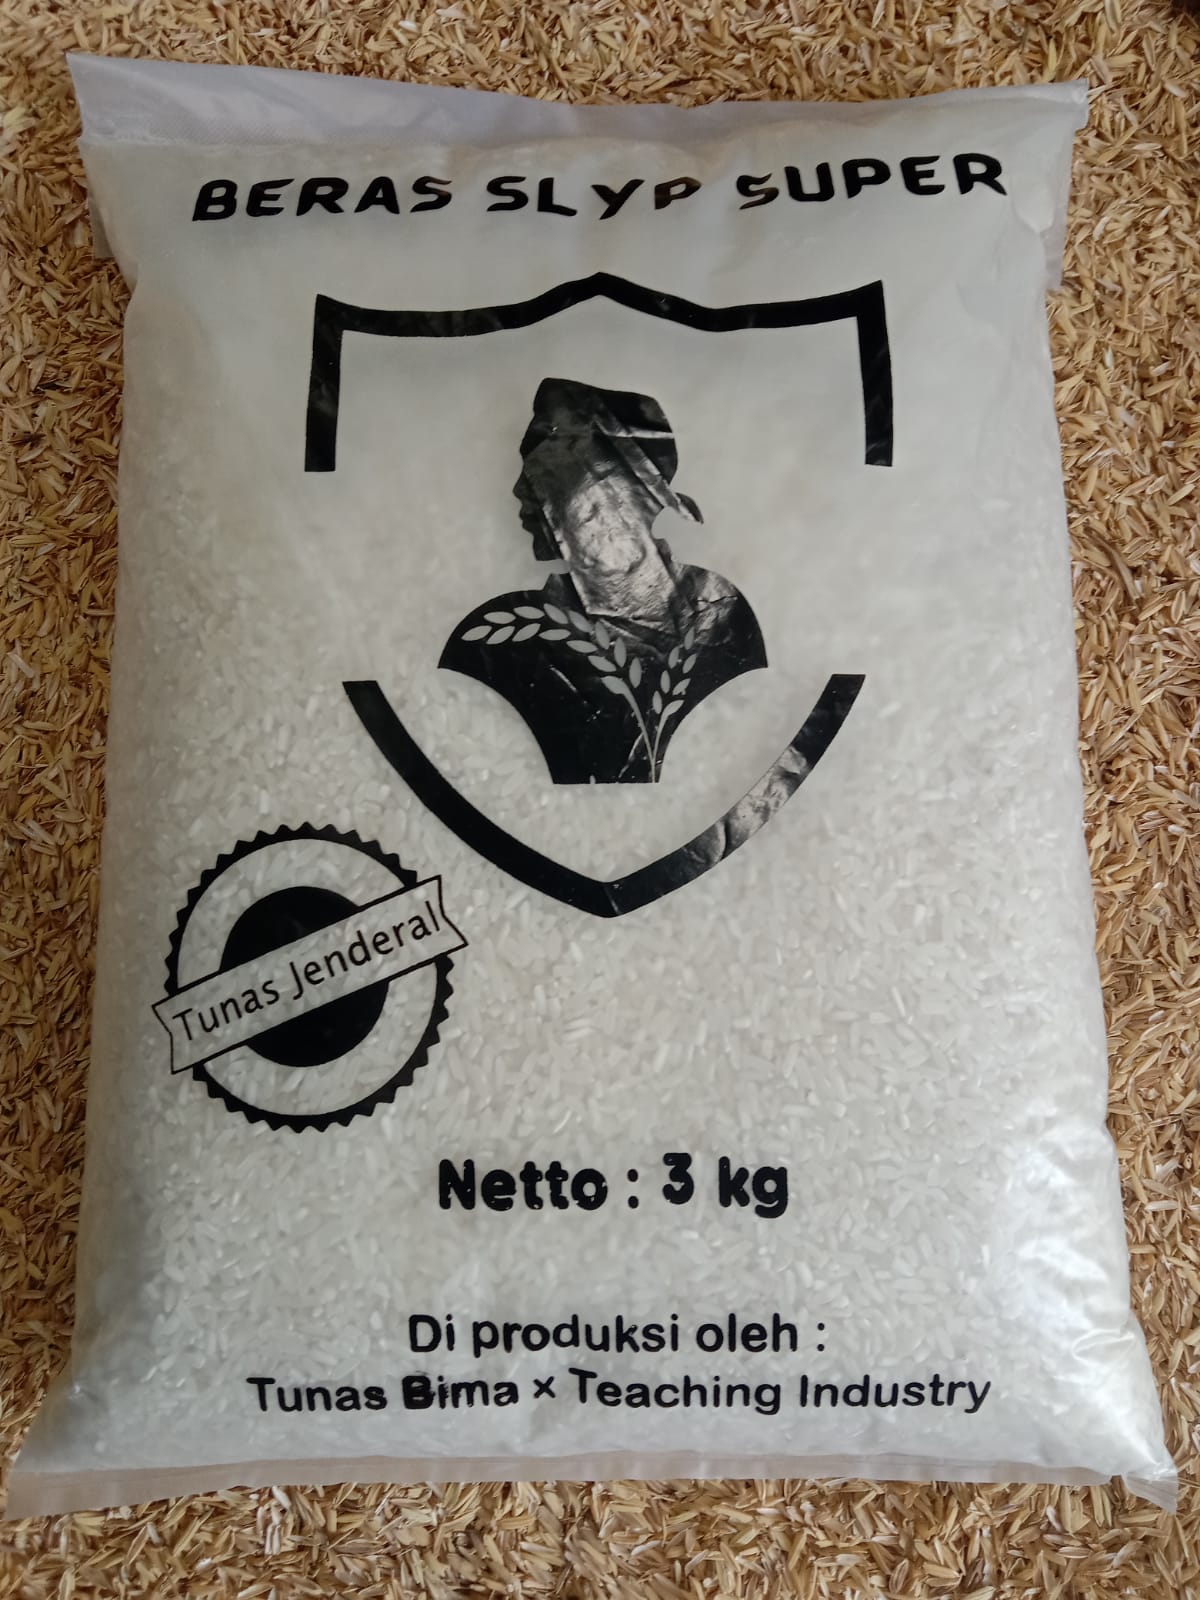 BERAS SLYP SUPER
Tunas Jenderal
Netto : 3 kg
Di produksi oleh :
Tunas Bima × Teaching Industry